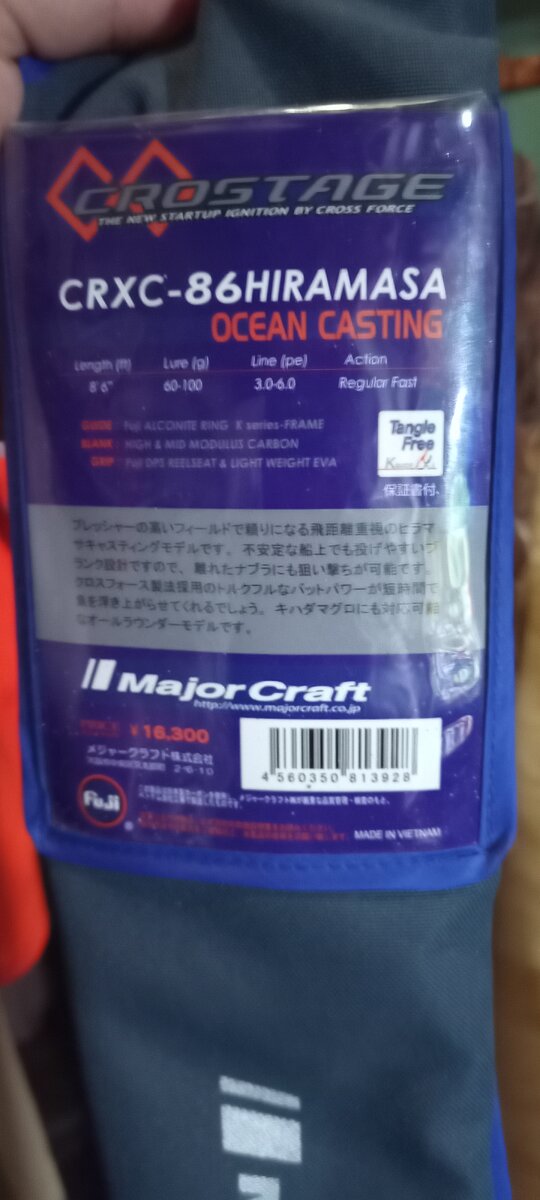 CROSTAGE
THE NEW STARTUP IGNITION BY CROSS FORCE
CRXC-86HIRAMASA
OCEAN CASTING
Length (ft) Lure (g) Line (pe) Action
8'6" 60-100 3.0-6.0 Regular Fast
GUIDE : Fuji ALCONITE RING K series-FRAME
BLANK : HIGH & MID MODULUS CARBON
GRIP : Fuji DPS REELSEAT & LIGHT WEIGHT EVA
Tangle
Free
保証書付、
プレッシャーの高いフィールドで頼りになる飛距離重視のヒラマ
サキャスティングモデルです。不安定な船上でも投げやすいブ
ランク設計ですので、離れたナブラにも狙い撃ちが可能です。
クロスフォース製法採用のトルクフルなバットパワーが短時間で
魚を浮き上がらせてくれるでしょう。キハダマグロにも対応可能
なオールラウンダーモデルです。
Major Craft
http://www.majorcraft.co.jp
¥16,300
メジャークラフト株式会社
2-6-10
4 560350 813928
Fuji
®
MADE IN VIETNAM